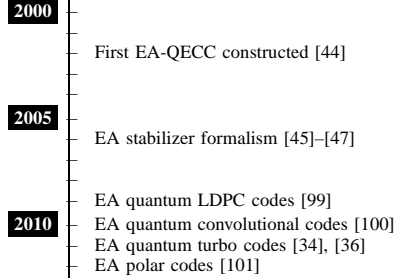 2000
First EA-QECC constructed [44]
2005
EA stabilizer formalism [45]–[47]
EA quantum LDPC codes [99]
2010
EA quantum convolutional codes [100]
EA quantum turbo codes [34], [36]
EA polar codes [101]